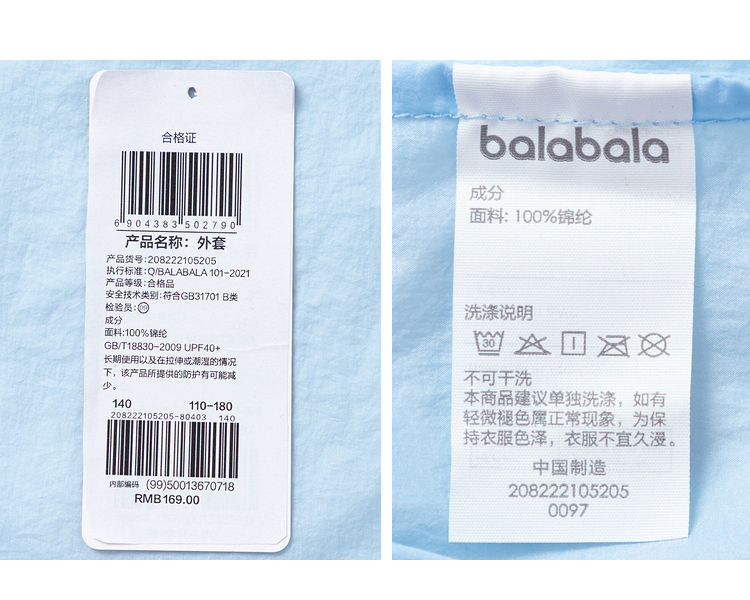 合格证
6 904383 502790
产品名称: 外套
产品货号: 208222105205
执行标准: Q/BALABALA 101-2021
产品等级: 合格品
安全技术类别: 符合GB31701 B类
检验员:
成分
面料:100%锦纶
GB/T18830-2009 UPF40+
长期使用以及在拉伸或潮湿的情况
下，该产品所提供的防护有可能减
少。
140 110-180
208222105205-80403 140
内部编码 (99)50013670718
RMB169.00
balabala
成分
面料: 100%锦纶
洗涤说明
30
不可干洗
本商品建议单独洗涤，如有
轻微褪色属正常现象，为保
持衣服色泽，衣服不宜久漫。
中国制造
208222105205
0097